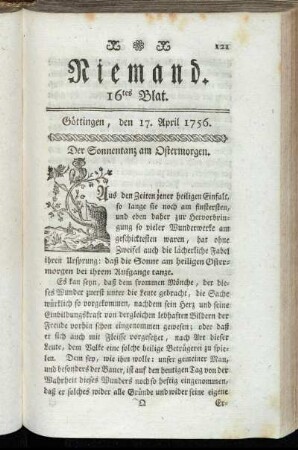 121
Niemand.
16tes Blat.
Göttingen, den 17. April 1756.
Der Sonnentanz am Ostermorgen.
Aus den Zeiten jener heiligen Einfalt,
so lange sie noch am finstersten,
und eben daher zur Hervorbrin-
gung so vieler Wunderwerke am
geschicktesten waren, hat ohne
Zweifel auch die lächerliche Fabel
ihren Ursprung: daß die Sonne am heiligen Oster-
morgen bei ihrem Aufgange tanze.
Es kan seyn, daß dem frommen Mönche, der die-
ses Wunder zuerst unter die Leute gebracht, die Sache
würklich so vorgekommen, nachdem sein Herz und seine
Einbildungskraft von dergleichen lebhaften Bildern der
Freude vorhin schon eingenommen gewesen; oder daß
er sich auch mit Fleisse vorgesetzt, nach Art dieser
Leute, dem Volke eine solche heilige Betrügerei zu spie-
len. Dem sey, wie ihm wolle: unser gemeiner Man,
und besonders der Bauer, ist auf den heutigen Tag von der
Wahrheit dieses Wunders noch so heftig eingenommen,
daß er solches wider alle Gründe und wider seine eigene
Q
Er-